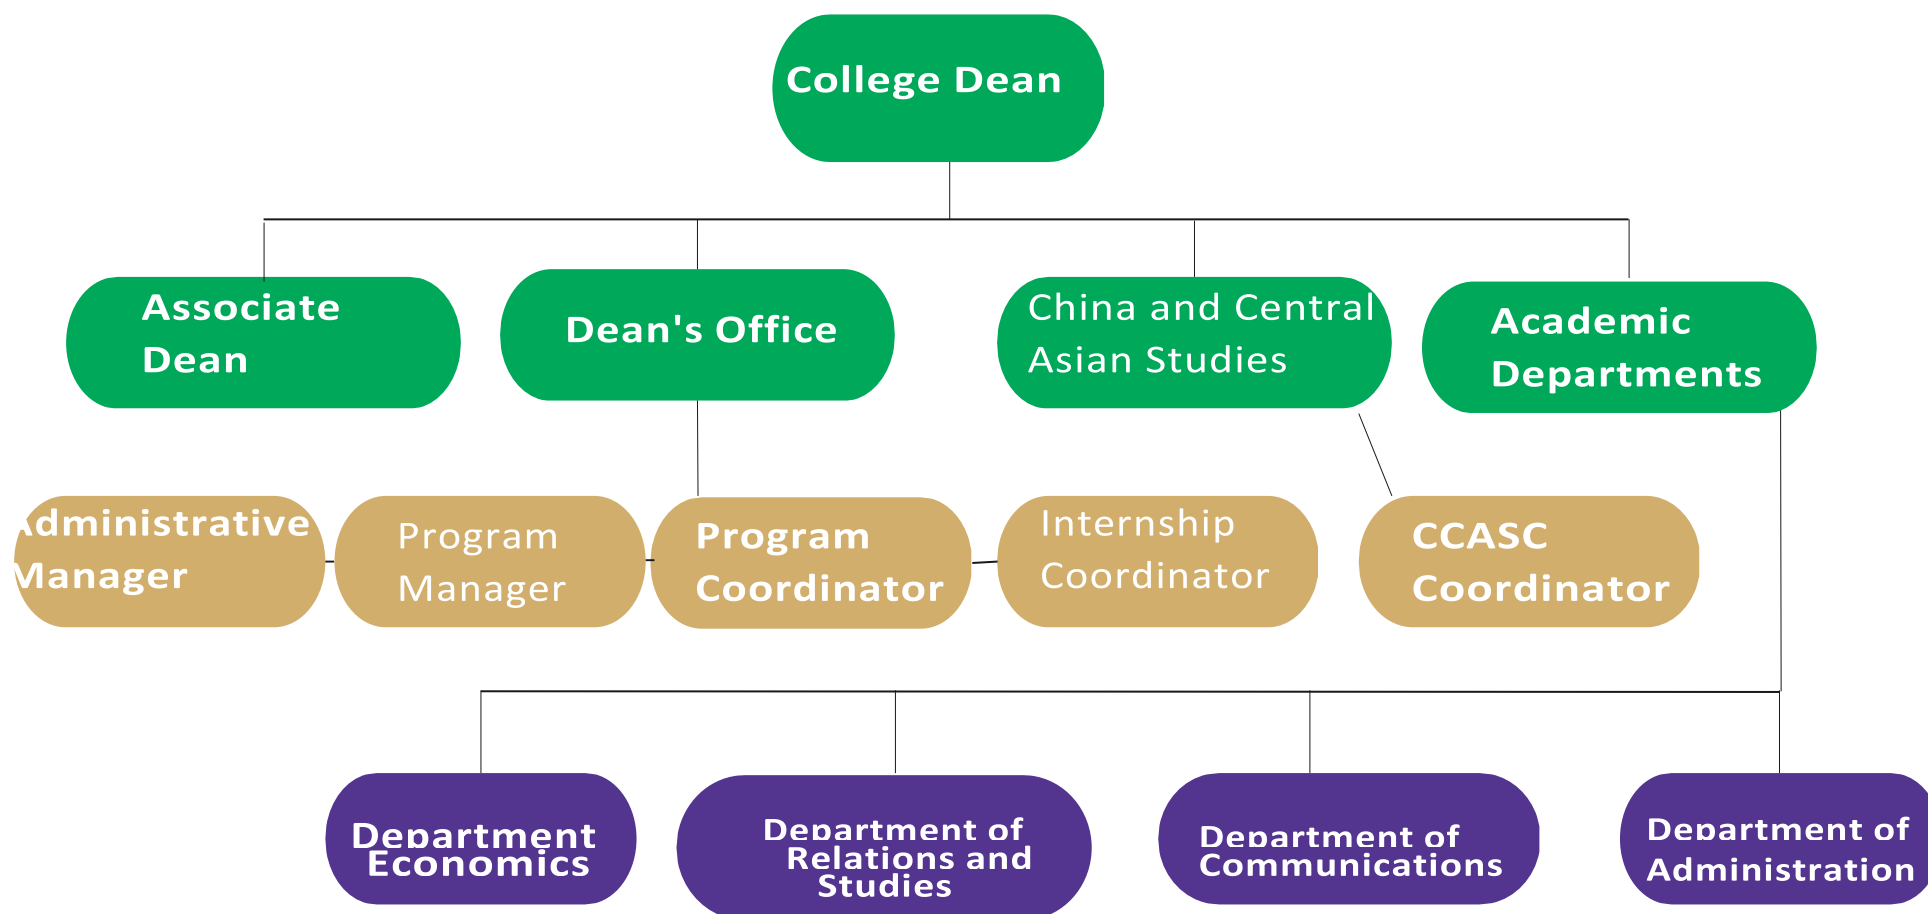 College Dean
Associate
Dean
Dean's Office
China and Central
Asian Studies
Academic
Departments
Administrative
Manager
Program
Manager
Program
Coordinator
Internship
Coordinator
CCASC
Coordinator
Department
Economics
Department of
Relations and
Studies
Department of
Communications
Department of
Administration